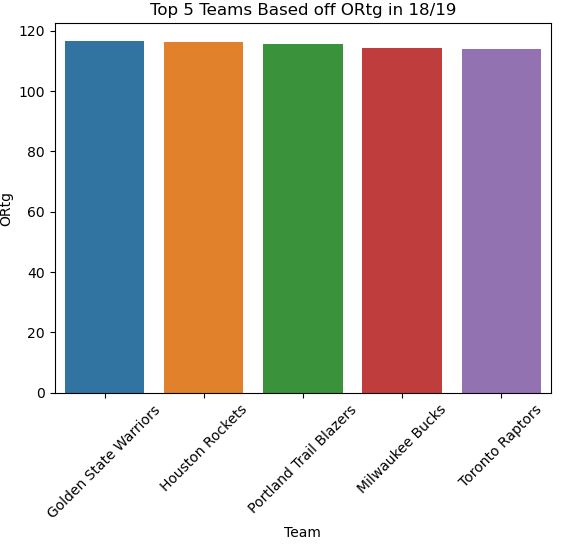 Top 5 Teams Based off ORtg in 18/19
ORtg
120
100
80
60
40
20
0
Golden State Warriors
Houston Rockets
Portland Trail Blazers
Milwaukee Bucks
Toronto Raptors
Team